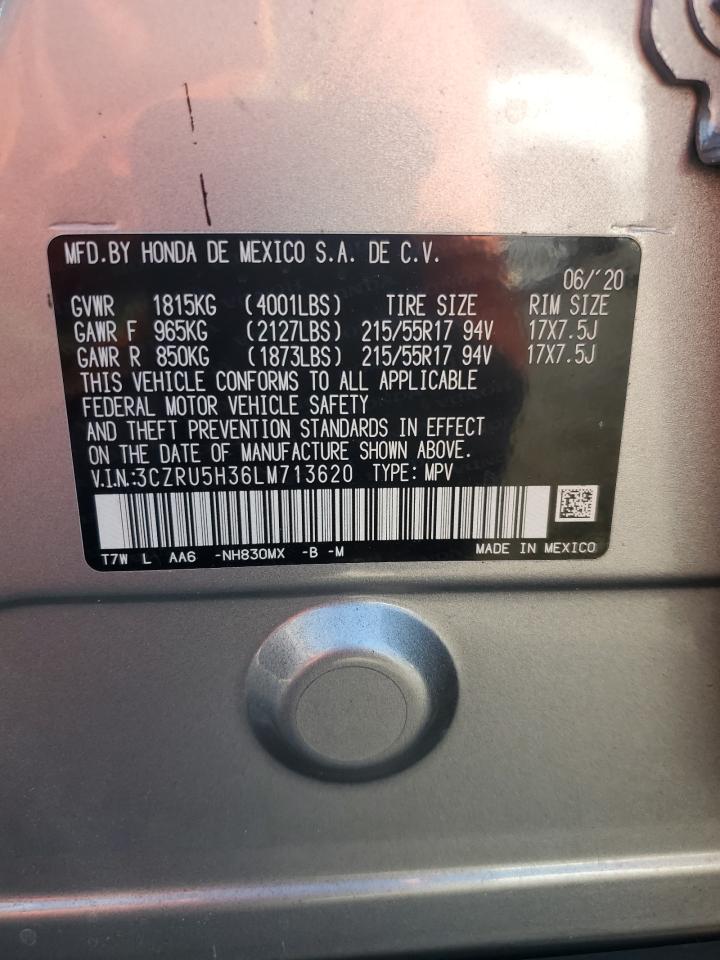 MFD.BY HONDA DE MEXICO S.A. DE C.V.
06/'20
GVWR 1815KG (4001LBS) TIRE SIZE RIM SIZE
GAWR F 965KG (2127LBS) 215/55R17 94V 17X7.5J
GAWR R 850KG (1873LBS) 215/55R17 94V 17X7.5J
THIS VEHICLE CONFORMS TO ALL APPLICABLE
FEDERAL MOTOR VEHICLE SAFETY
AND THEFT PREVENTION STANDARDS IN EFFECT
ON THE DATE OF MANUFACTURE SHOWN ABOVE.
V.I.N.:3CZRU5H36LM713620 TYPE: MPV
T7W L AA6 -NH830MX -B -M MADE IN MEXICO